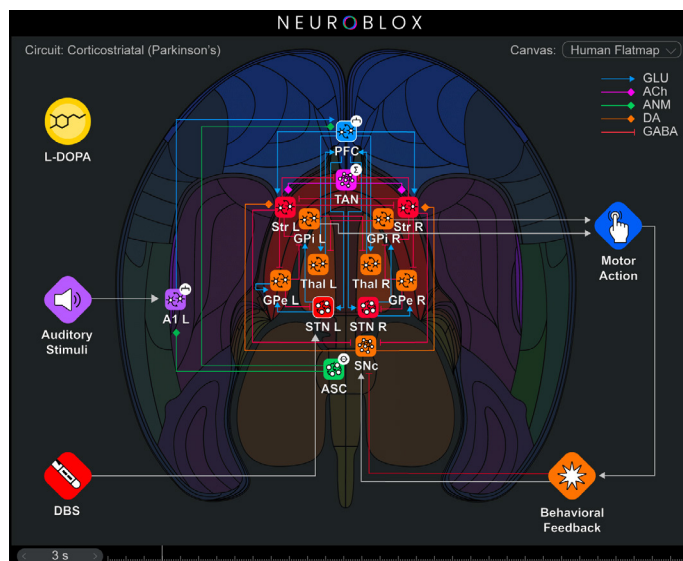 NEUROBLOX
Circuit: Corticostriatal (Parkinson's)
Canvas: Human Flatmap
GLU
ACh
ANM
DA
GABA
L-DOPA
PFC
TAN
Str L
Str R
GPi L
GPi R
Motor
Action
Thal L
Thal R
GPe L
GPe R
A1 L
Auditory
Stimuli
STN L
STN R
SNc
ASC
DBS
Behavioral
Feedback
3 s